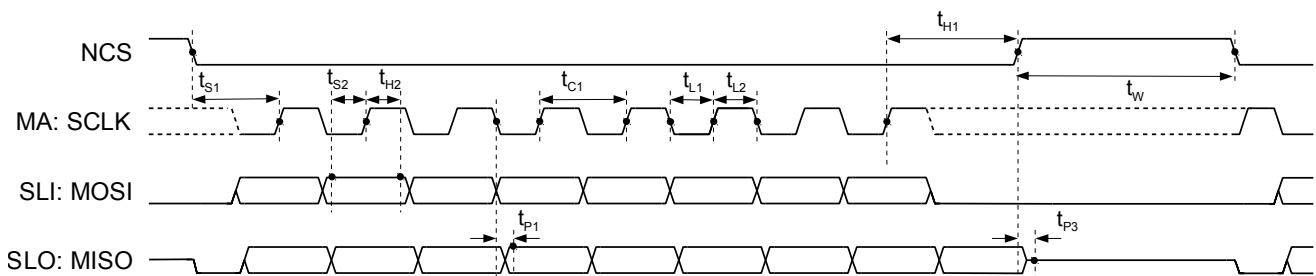 NCS
tH1
tS1
tS2
tH2
tC1
tL1
tL2
tW
MA: SCLK
SLI: MOSI
tP1
tP3
SLO: MISO